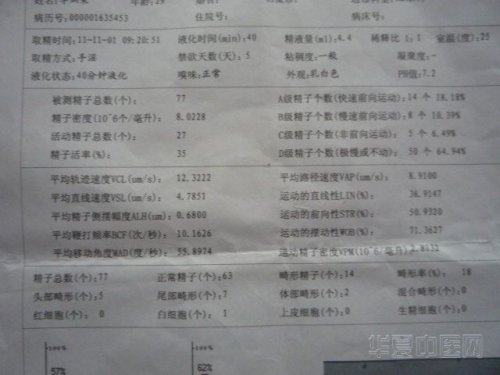 年龄:29
病历号:000001635453 住院号: 病床号:
取精时间:11-11-01 09:20:51 液化时间(min):40 精液量(ml):4.4 稀释比 1: 1 室温(度):25
取精方式:手淫 禁欲天数(天): 5 粘稠度:一般 凝聚度:-
液化状态:40分钟液化 嗅味:正常 外观:乳白色 PH值:7.2
被测精子总数(个): 77 A级精子个数(快速前向运动):14 个 18.18%
精子密度(10^6个/毫升): 8.0228 B级精子个数(慢速前向运动):8 个 10.39%
活动精子总数(个): 27 C级精子个数(非前向运动):5 个 6.49%
精子活率(%): 35 D级精子个数(极慢或不动):50 个 64.94%
平均轨迹速度VCL(um/s): 12.3222 平均路径速度VAP(um/s): 8.9100
平均直线速度VSL(um/s): 4.7851 运动的直线性LIN(%): 38.9147
平均精子侧摆幅度ALH(um): 0.6800 运动的前向性STR(%): 50.9320
平均鞭打频率BCF(次/秒): 10.1626 运动的摆动性WOB(%): 71.3627
平均移动角度MAD(度/秒): 55.8974 运动精子密度VPM(10^6/毫升) 2.8132
精子总数(个):77 正常精子(个):63 畸形精子(个):14 畸形率(%): 18
头部畸形(个):5 尾部畸形(个):7 体部畸形(个):2 混合畸形(个):0
红细胞(个): 0 白细胞(个): 1 上皮细胞(个):0 生精细胞(个):0
100% 100%
57% 62%
华夏中医网